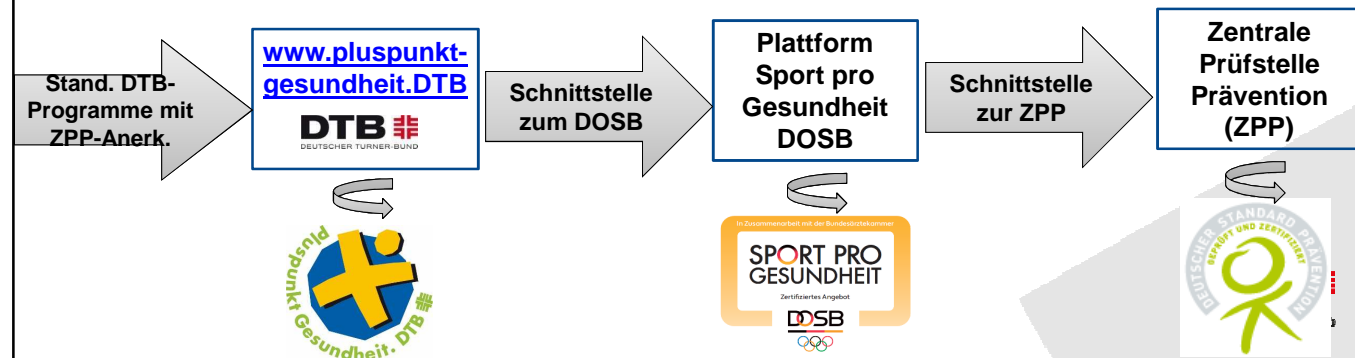 Stand. DTB-
Programme mit
ZPP-Anerk.
www.pluspunkt-
gesundheit.DTB
DTB
DEUTSCHER TURNER-BUND
Schnittstelle
zum DOSB
Plattform
Sport pro
Gesundheit
DOSB
Schnittstelle
zur ZPP
Zentrale
Prüfstelle
Prävention
(ZPP)
Pluspunkt Gesundheit. DTB
In Zusammenarbeit mit der Bundesärztekammer
SPORT PRO
GESUNDHEIT
Zertifiziertes Angebot
DOSB
DEUTSCHER STANDARD PRÄVENTION
GEPRÜFT UND ZERTIFIZIERT